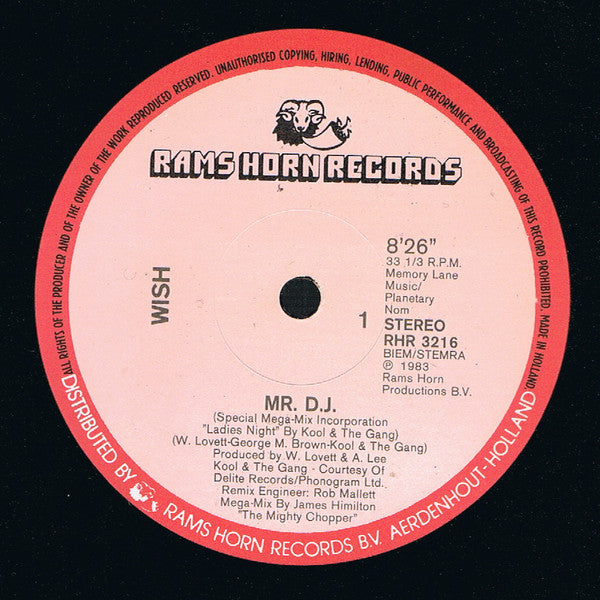 ALL RIGHTS OF THE PRODUCER AND OF THE OWNER OF THE WORK REPRODUCED RESERVED. UNAUTHORISED COPYING, HIRING, LENDING, PUBLIC PERFORMANCE AND BROADCASTING OF THIS RECORD PROHIBITED. MADE IN HOLLAND
RAMS HORN RECORDS
WISH
8'26"
33 1/3 R.P.M.
Memory Lane
Music/
Planetary
Nom
1
STEREO
RHR 3216
BIEM/STEMRA
℗ 1983
Rams Horn
Productions B.V.
MR. D.J.
(Special Mega-Mix Incorporation
"Ladies Night" By Kool & The Gang)
(W. Lovett-George M. Brown-Kool & The Gang)
Produced by W. Lovett & A. Lee
Kool & The Gang - Courtesy Of
Delite Records/Phonogram Ltd.
Remix Engineer: Rob Mallett
Mega-Mix By James Himilton
"The Mighty Chopper"
DISTRIBUTED BY RAMS HORN RECORDS B.V. AERDENHOUT-HOLLAND